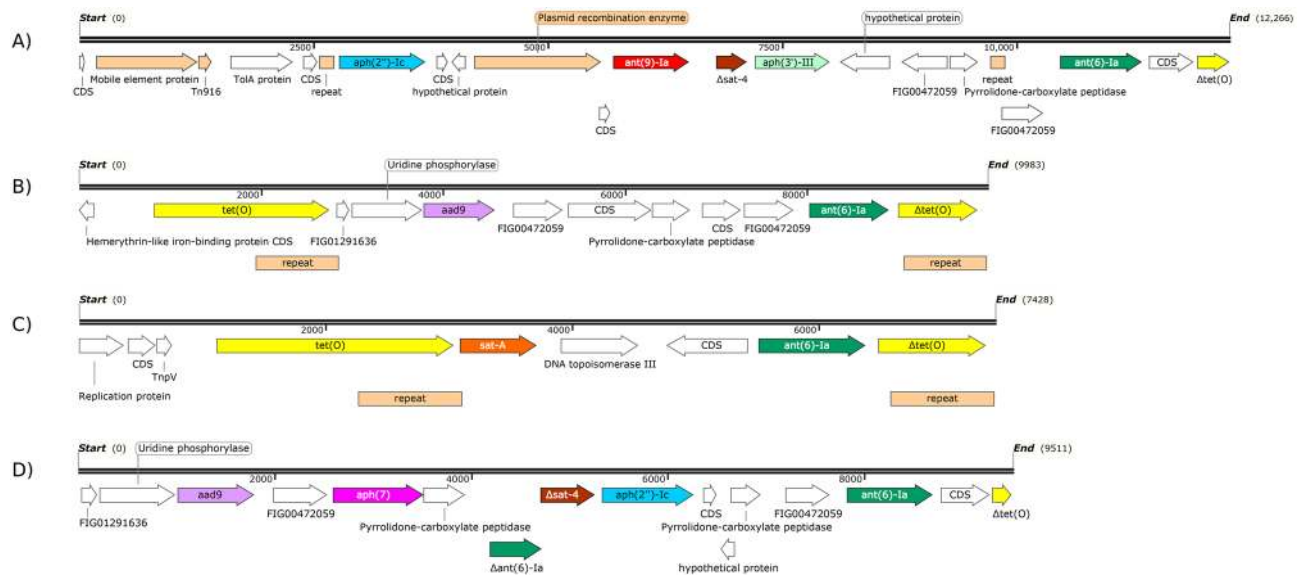 Start (0)
Plasmid recombination enzyme
hypothetical protein
End (12,266)
A)
2500
5000
7500
10,000
CDS
Mobile element protein
Tn916
TolA protein
CDS
repeat
aph(2'')-Ic
CDS
hypothetical protein
ant(9)-Ia
CDS
Δsat-4
aph(3')-III
FIG00472059
repeat
Pyrrolidone-carboxylate peptidase
FIG00472059
ant(6)-Ia
CDS
Δtet(O)
Start (0)
Uridine phosphorylase
End (9983)
B)
2000
4000
6000
8000
Hemerythrin-like iron-binding protein CDS
tet(O)
repeat
FIG01291636
aad9
FIG00472059
CDS
Pyrrolidone-carboxylate peptidase
CDS
FIG00472059
ant(6)-Ia
Δtet(O)
repeat
Start (0)
End (7428)
C)
2000
4000
6000
Replication protein
CDS
TnpV
tet(O)
repeat
sat-A
DNA topoisomerase III
CDS
ant(6)-Ia
Δtet(O)
repeat
Start (0)
Uridine phosphorylase
End (9511)
D)
2000
4000
6000
8000
FIG01291636
aad9
FIG00472059
aph(7)
Pyrrolidone-carboxylate peptidase
Δant(6)-Ia
Δsat-4
aph(2'')-Ic
CDS
Pyrrolidone-carboxylate peptidase
hypothetical protein
FIG00472059
ant(6)-Ia
CDS
Δtet(O)